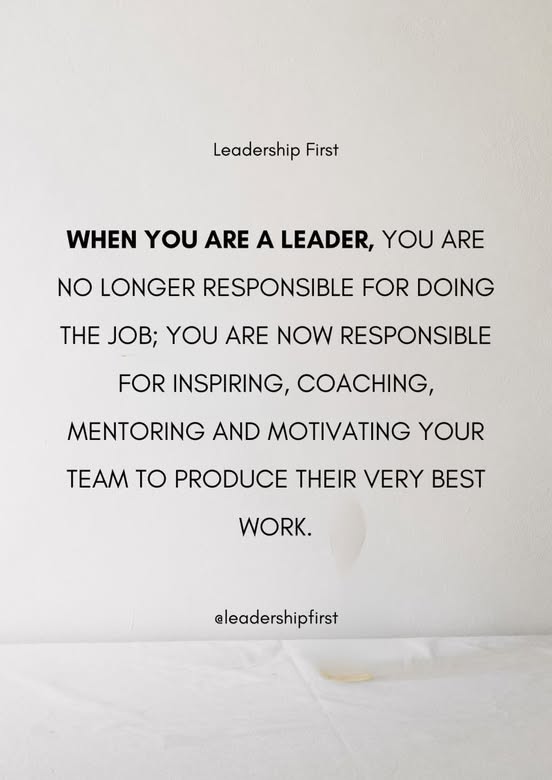 Leadership First
WHEN YOU ARE A LEADER, YOU ARE
NO LONGER RESPONSIBLE FOR DOING
THE JOB; YOU ARE NOW RESPONSIBLE
FOR INSPIRING, COACHING,
MENTORING AND MOTIVATING YOUR
TEAM TO PRODUCE THEIR VERY BEST
WORK.
@leadershipfirst